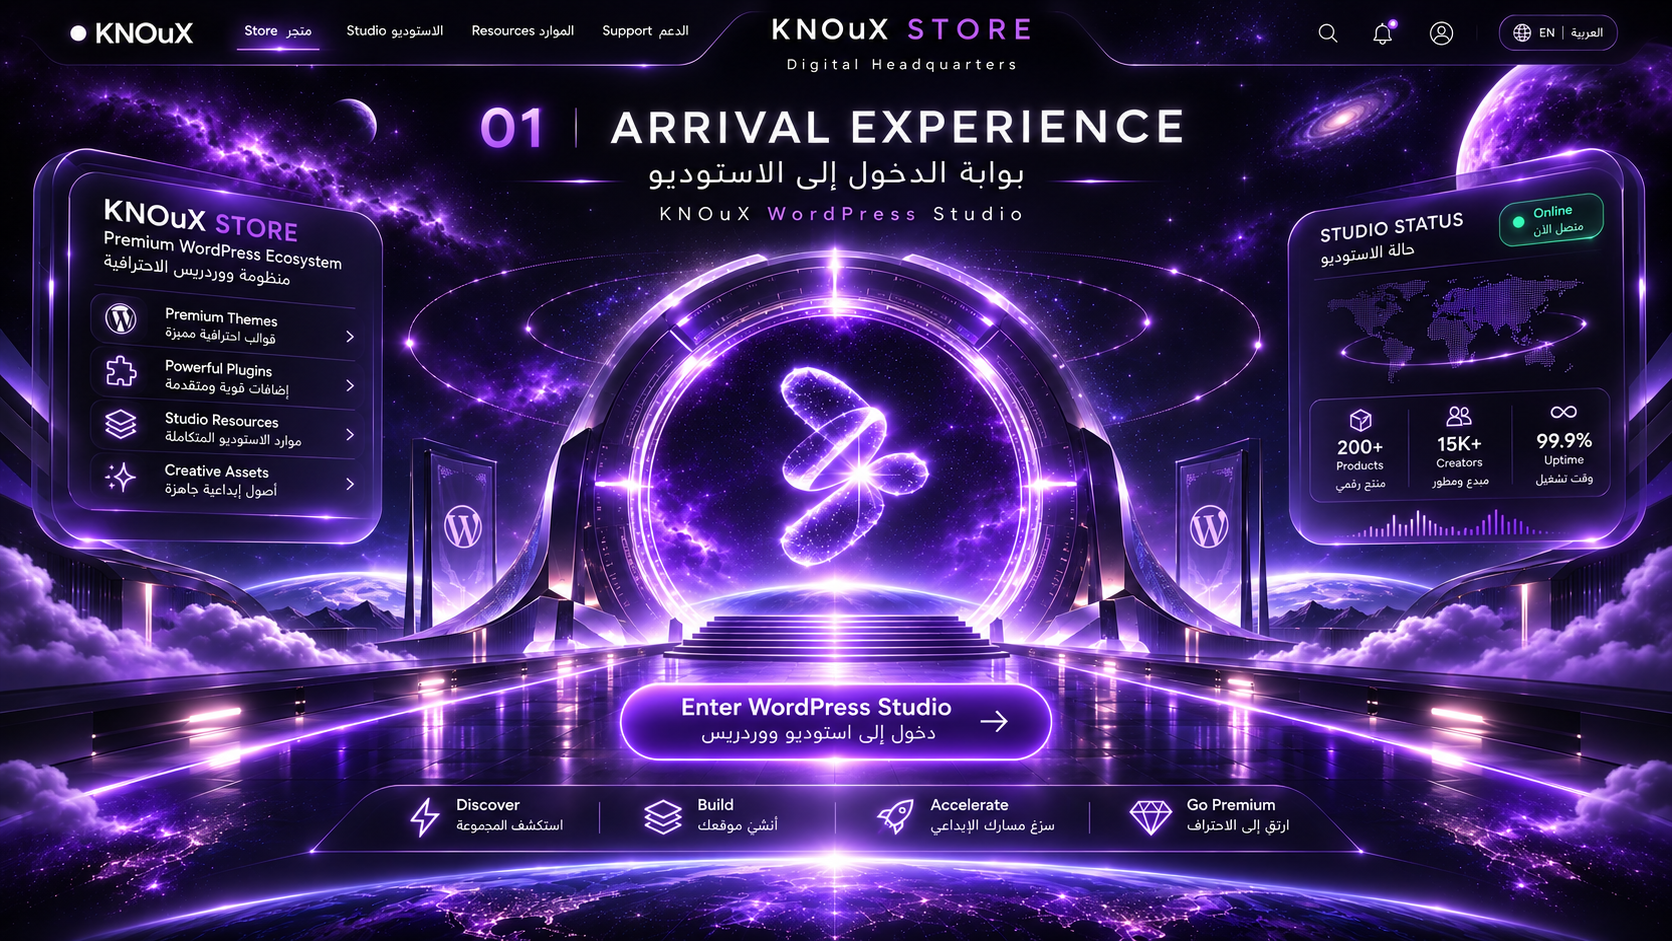 KNOuX
Store متجر
Studio الاستوديو
Resources الموارد
Support الدعم
KNOuX STORE
Digital Headquarters
EN | العربية
01 | ARRIVAL EXPERIENCE
بوابة الدخول إلى الاستوديو
KNOuX WordPress Studio
KNOuX STORE
Premium WordPress Ecosystem
منظومة ووردبريس الاحترافية
Premium Themes
قوالب احترافية مميزة
Powerful Plugins
إضافات قوية ومتقدمة
Studio Resources
موارد الاستوديو المتكاملة
Creative Assets
أصول إبداعية جاهزة
STUDIO STATUS
حالة الاستوديو
Online
متصل الآن
200+
Products
منتج رقمي
15K+
Creators
مبدع ومطور
99.9%
Uptime
وقت تشغيل
Enter WordPress Studio
دخول إلى استوديو ووردبريس
Discover
استكشف المجموعة
Build
أنشئ موقعك
Accelerate
سرّع مسارك الإبداعي
Go Premium
ارتقِ إلى الاحتراف